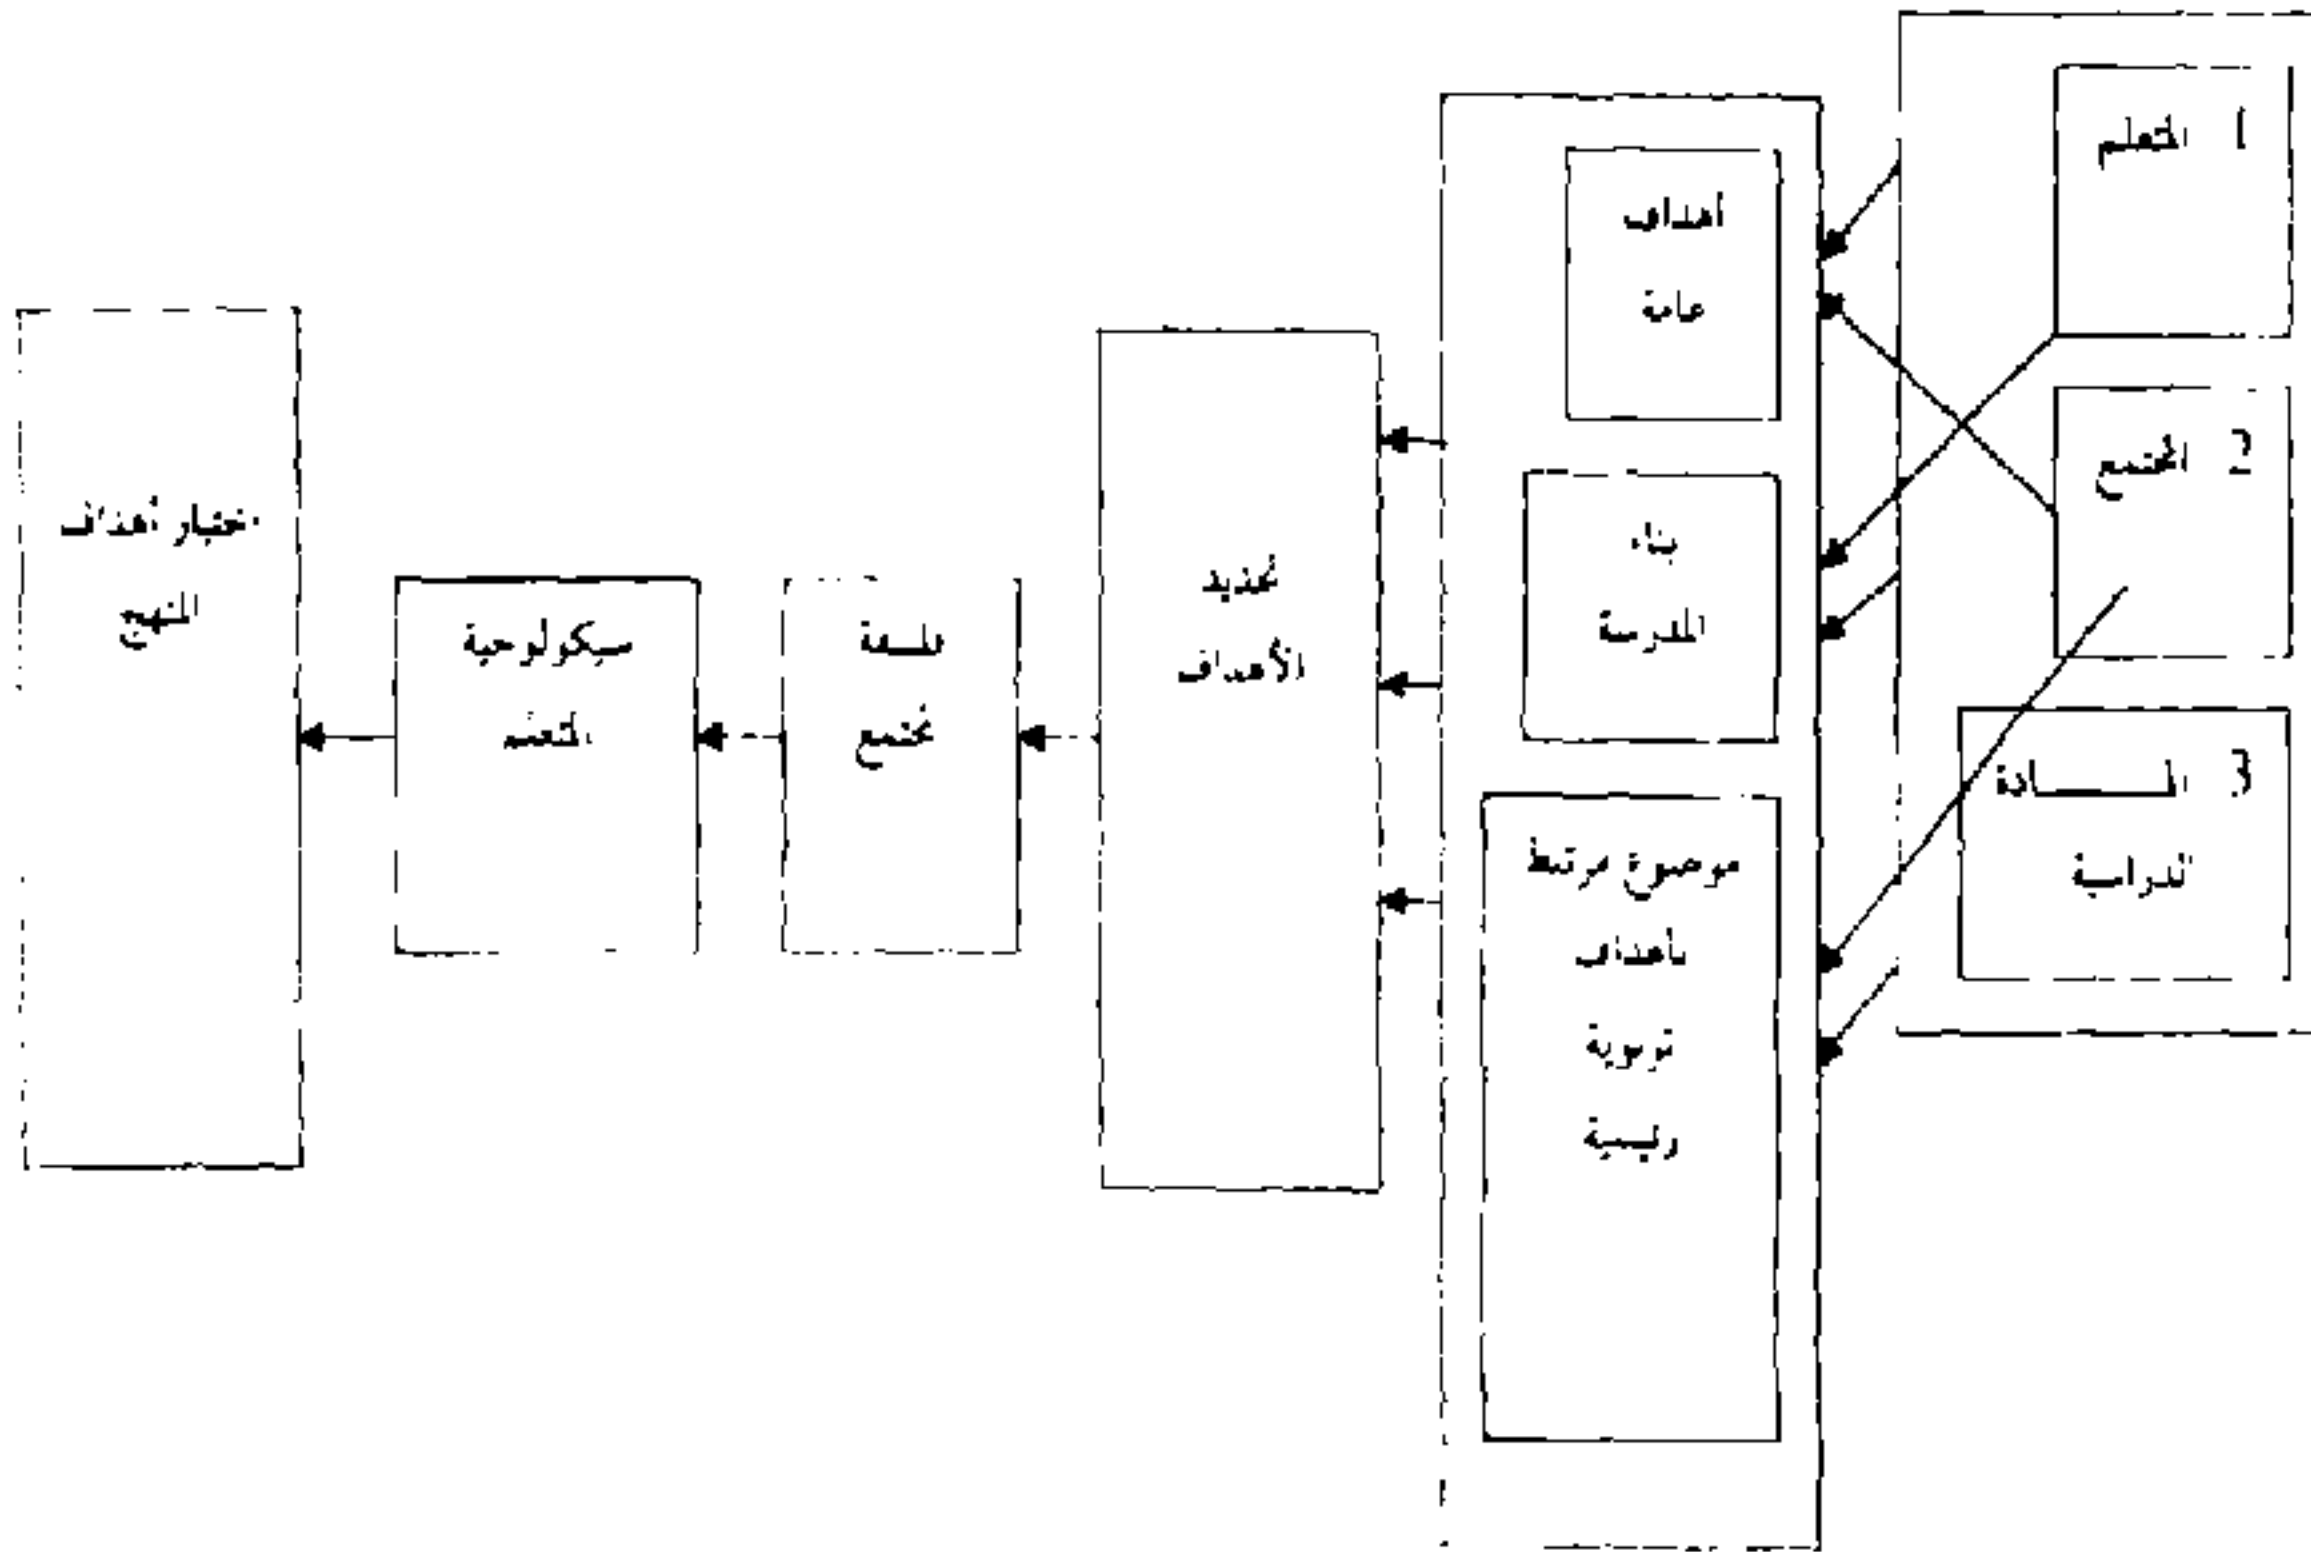 1 المتعلم
2 المجتمع
3 المـــــادة
الدراسية
أهداف
عامة
بناء
المدرسة
موضوع مرتبط
بأهداف
تربوية
رئيسية
تحديد
الأهداف
فلسفة
مجتمع
سيكولوجية
التعلم
اختيار أهداف
المنهج